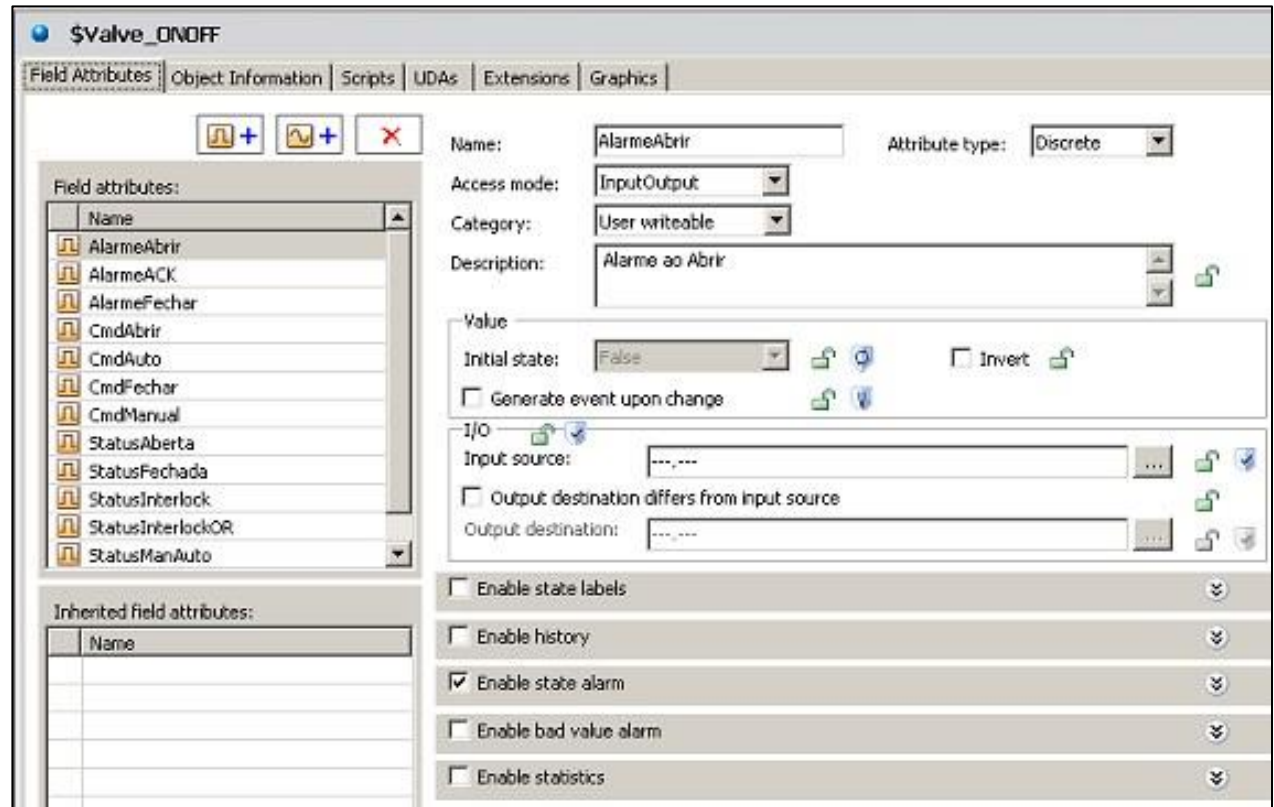 $Valve_ONOFF
Field Attributes Object Information Scripts UDAs Extensions Graphics
Name: AlarmeAbrir Attribute type: Discrete
Access mode: InputOutput
Category: User writeable
Description: Alarme ao Abrir
Field attributes:
Name
AlarmeAbrir
AlarmeACK
AlarmeFechar
CmdAbrir
CmdAuto
CmdFechar
CmdManual
StatusAberta
StatusFechada
StatusInterlock
StatusInterlockOR
StatusManAuto
Value
Initial state: False Invert
Generate event upon change
I/O
Input source: ---.---
...
Output destination differs from input source
Output destination: ---.---
...
Enable state labels
Enable history
Enable state alarm
Enable bad value alarm
Enable statistics
Inherited field attributes:
Name